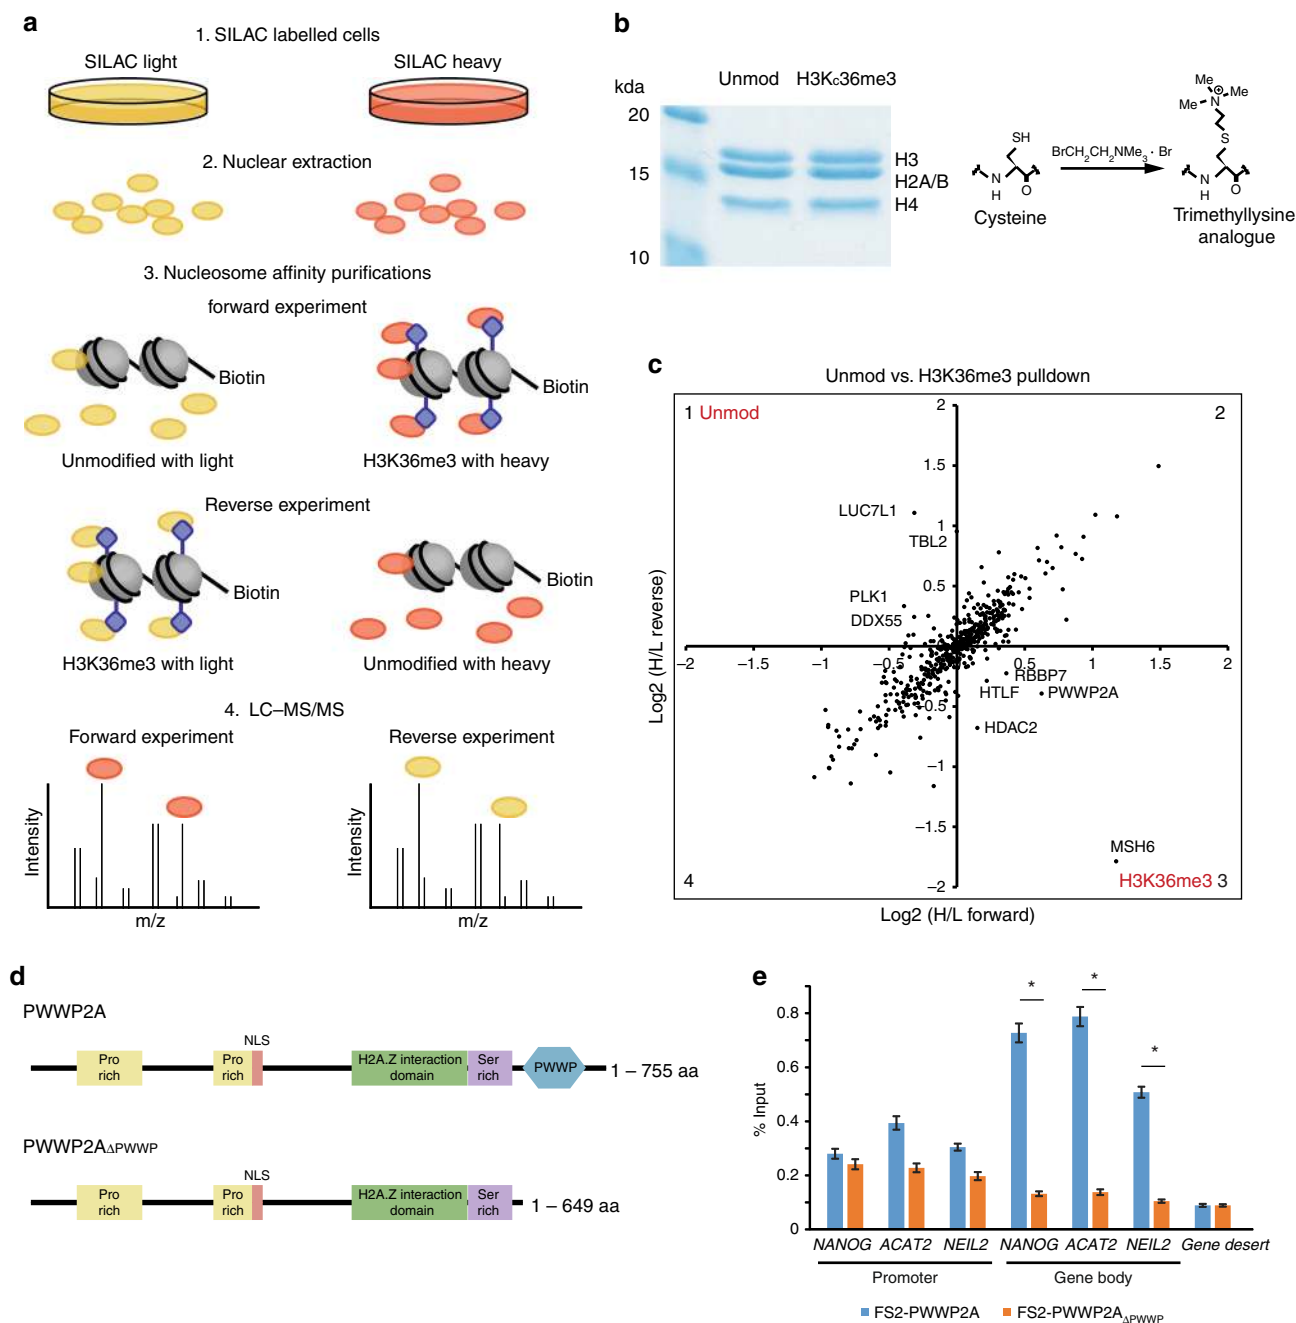 a
1. SILAC labelled cells
SILAC light
SILAC heavy
2. Nuclear extraction
3. Nucleosome affinity purifications
forward experiment
Biotin
Biotin
Unmodified with light
H3K36me3 with heavy
Reverse experiment
Biotin
Biotin
H3K36me3 with light
Unmodified with heavy
4. LC–MS/MS
Forward experiment
Reverse experiment
Intensity
m/z
Intensity
m/z
b
kda
Unmod
H3Kc36me3
20
15
10
H3
H2A/B
H4
SH
N
H
O
Cysteine
BrCH2CH2NMe3 · Br
Me
Me
Me
N
⊕
S
N
H
O
Trimethyllysine
analogue
c
Unmod vs. H3K36me3 pulldown
1 Unmod
2
2
1.5
1
0.5
−0.5
−1
−1.5
−2
−2
−1.5
−1
−0.5
0
0.5
1
1.5
2
LUC7L1
TBL2
PLK1
DDX55
RBBP7
HTLF
PWWP2A
HDAC2
MSH6
4
H3K36me3 3
Log2 (H/L reverse)
Log2 (H/L forward)
d
PWWP2A
NLS
Pro
rich
Pro
rich
H2A.Z interaction
domain
Ser
rich
PWWP
1 – 755 aa
PWWP2AΔPWWP
NLS
Pro
rich
Pro
rich
H2A.Z interaction
domain
Ser
rich
1 – 649 aa
e
% Input
0.8
0.6
0.4
0.2
0
*
*
*
NANOG
ACAT2
NEIL2
NANOG
ACAT2
NEIL2
Gene desert
Promoter
Gene body
FS2-PWWP2A
FS2-PWWP2AΔPWWP